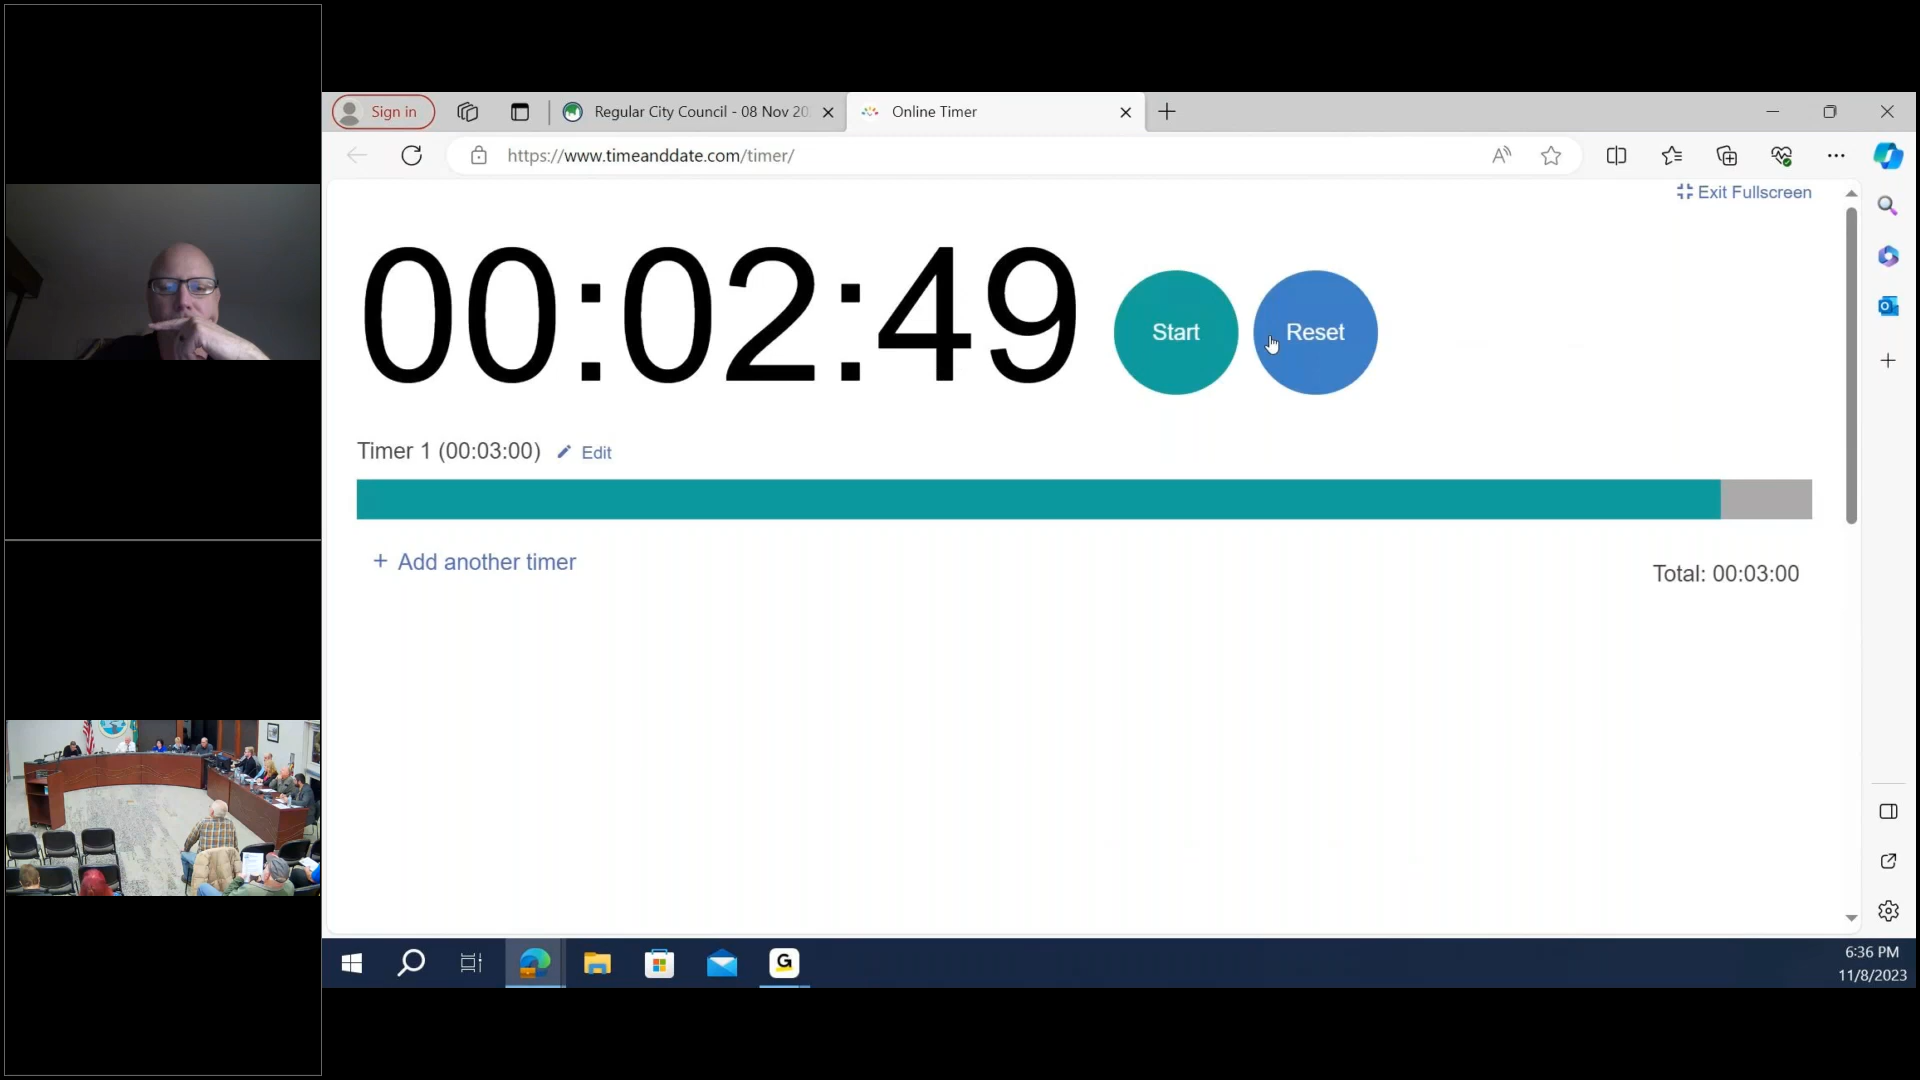 Sign in
Regular City Council - 08 Nov 20
Online Timer
https://www.timeanddate.com/timer/
Exit Fullscreen
00:02:49
Start
Reset
Timer 1 (00:03:00)
Edit
+ Add another timer
Total: 00:03:00
G
6:36 PM
11/8/2023